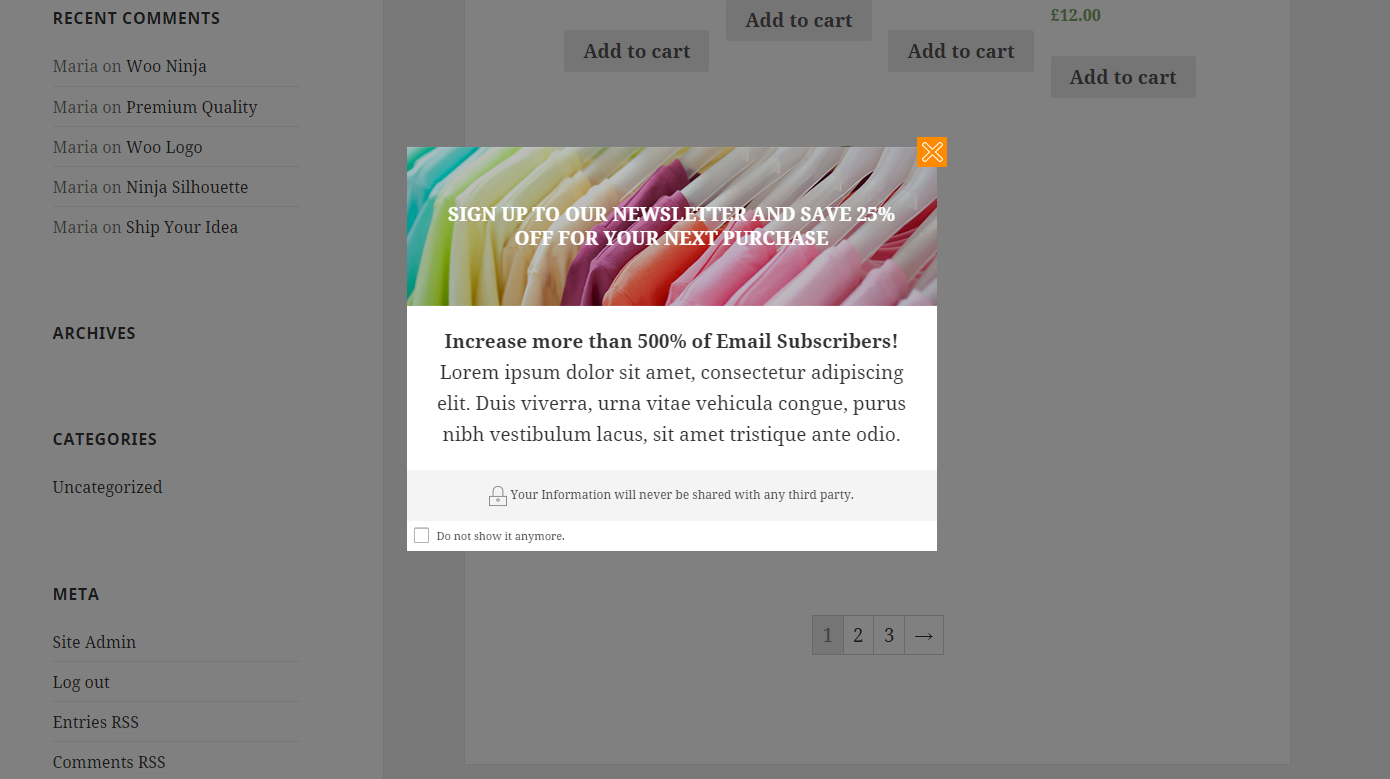 RECENT COMMENTS
Maria on Woo Ninja
Maria on Premium Quality
Maria on Woo Logo
Maria on Ninja Silhouette
Maria on Ship Your Idea
ARCHIVES
CATEGORIES
Uncategorized
META
Site Admin
Log out
Entries RSS
Comments RSS
£12.00
Add to cart
Add to cart
Add to cart
Add to cart
SIGN UP TO OUR NEWSLETTER AND SAVE 25%
OFF FOR YOUR NEXT PURCHASE
Increase more than 500% of Email Subscribers!
Lorem ipsum dolor sit amet, consectetur adipiscing
elit. Duis viverra, urna vitae vehicula congue, purus
nibh vestibulum lacus, sit amet tristique ante odio.
Your Information will never be shared with any third party.
Do not show it anymore.
1 2 3 →